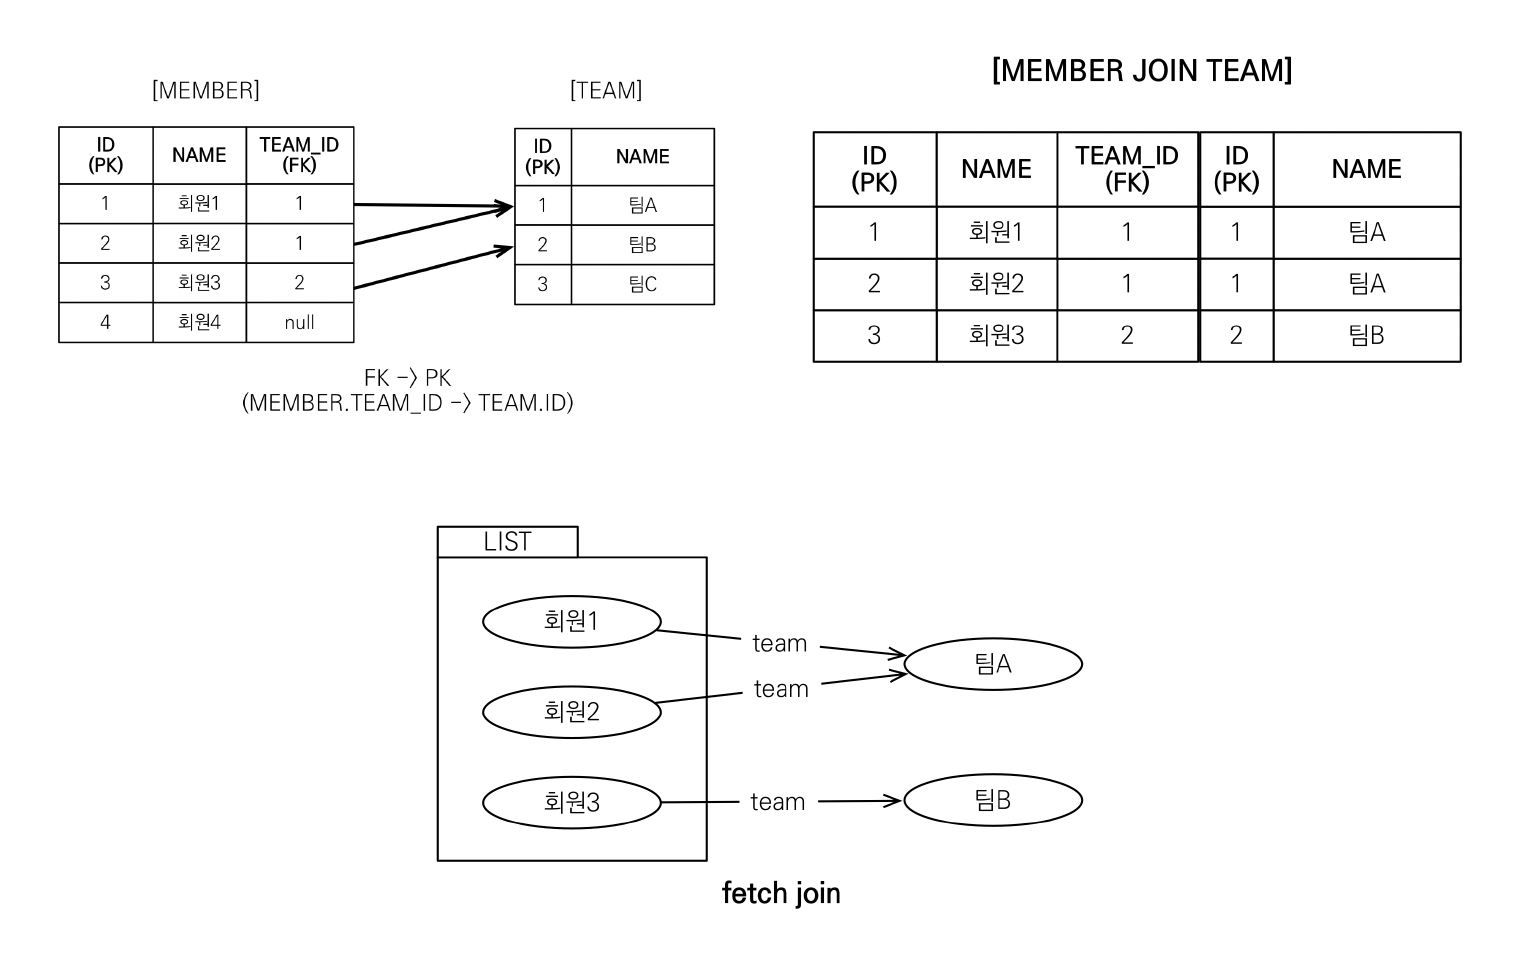 [MEMBER]
ID
(PK)
NAME
TEAM_ID
(FK)
1 회원1 1
2 회원2 1
3 회원3 2
4 회원4 null
[TEAM]
ID
(PK)
NAME
1 팀A
2 팀B
3 팀C
FK -> PK
(MEMBER.TEAM_ID -> TEAM.ID)
[MEMBER JOIN TEAM]
ID
(PK)
NAME
TEAM_ID
(FK)
ID
(PK)
NAME
1 회원1 1 1 팀A
2 회원2 1 1 팀A
3 회원3 2 2 팀B
LIST
회원1
team
팀A
회원2
team
회원3
team
팀B
fetch join